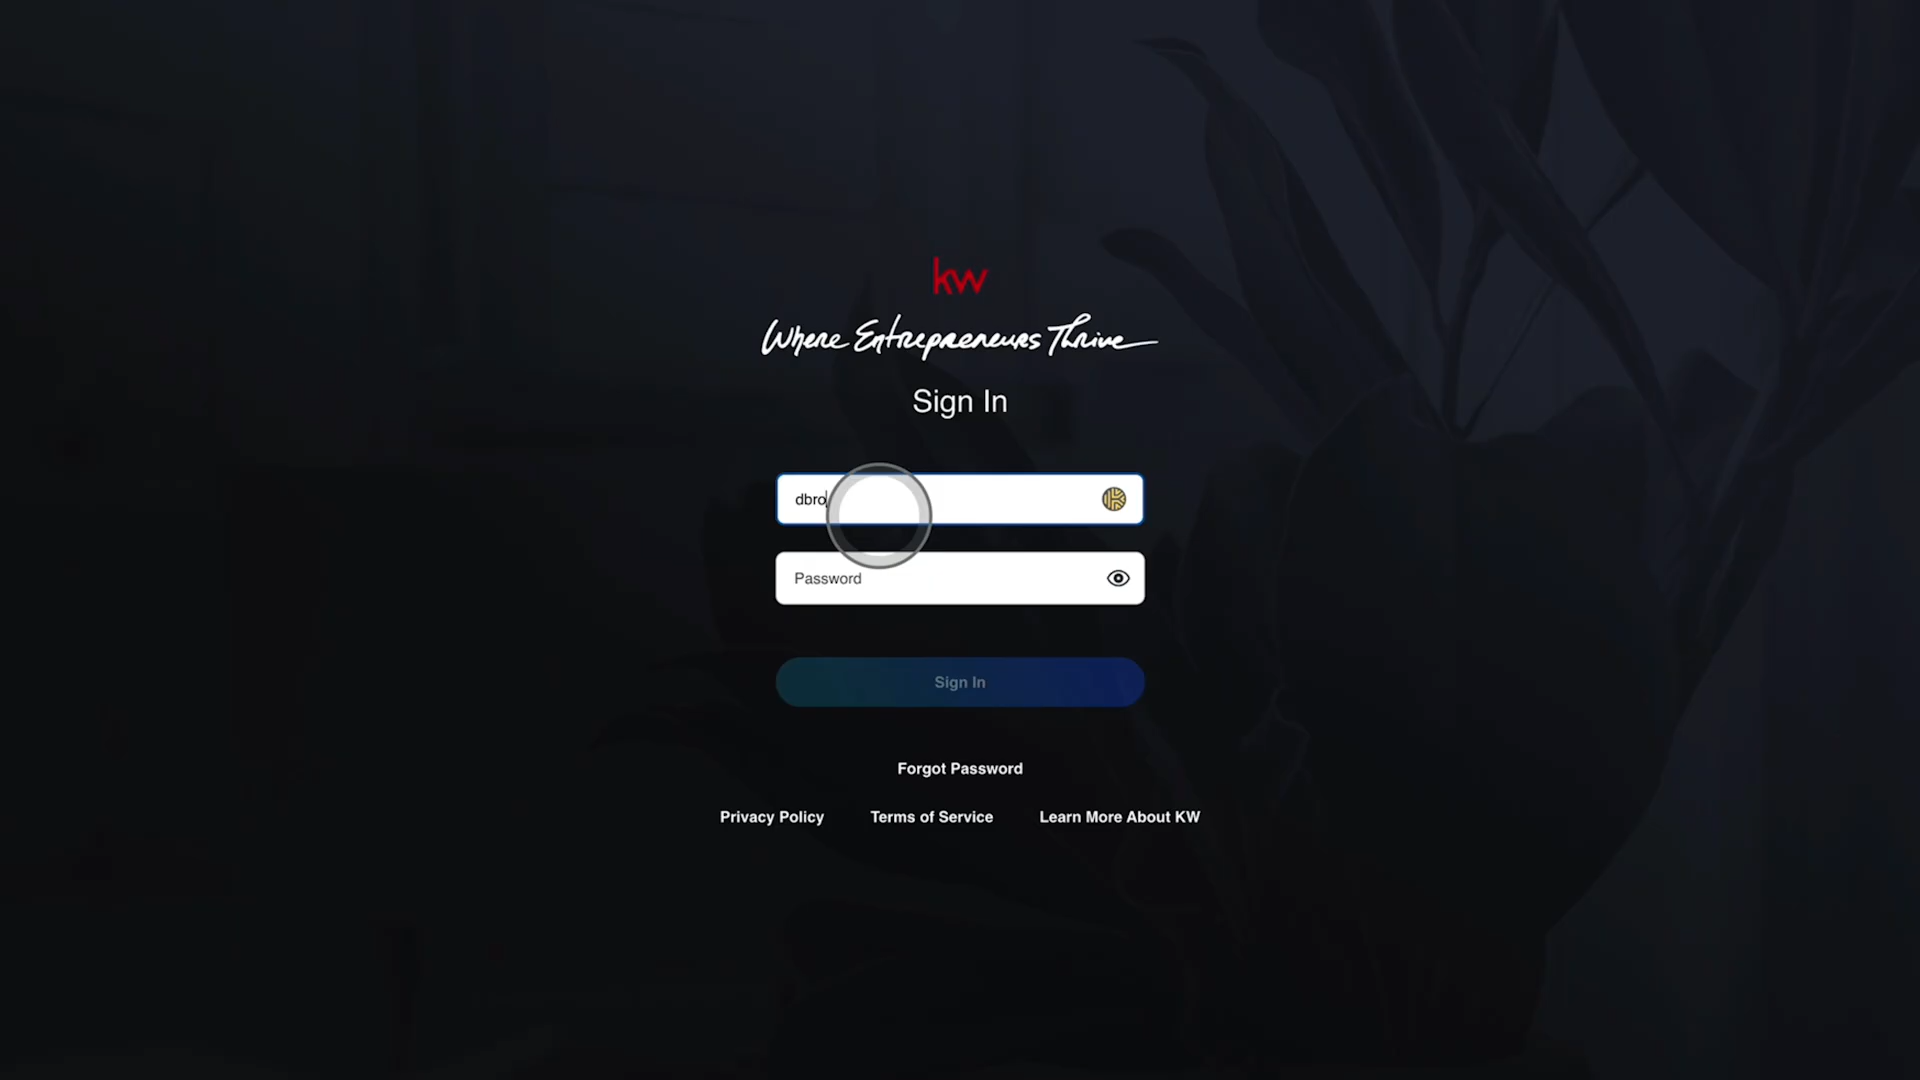 kw
Where Entrepreneurs Thrive
Sign In
dbro
Password
Sign In
Forgot Password
Privacy Policy Terms of Service Learn More About KW